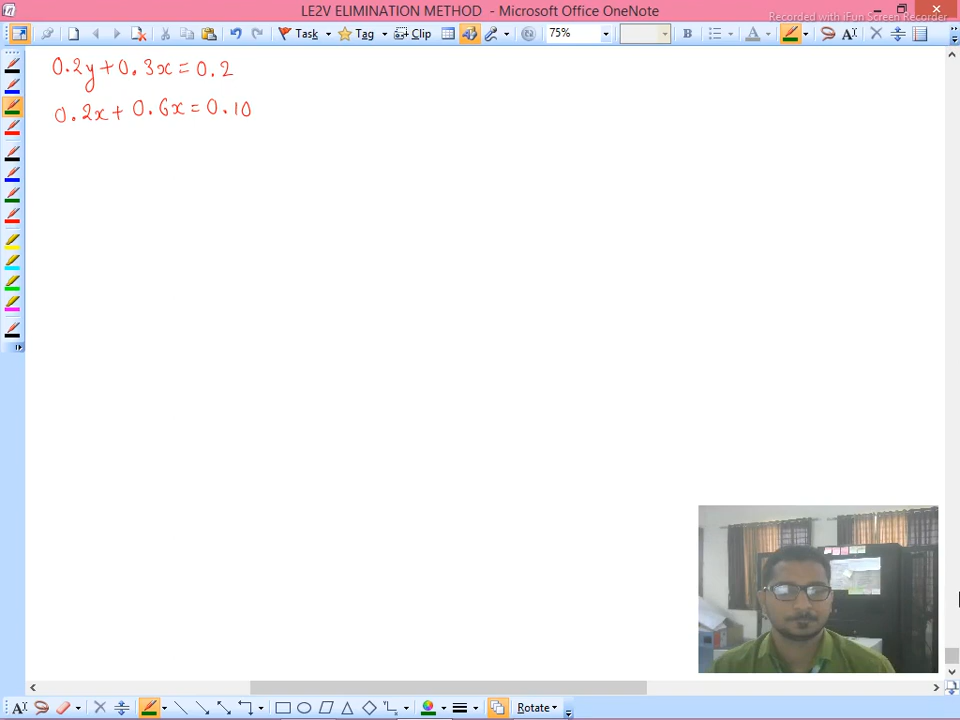 LE2V ELIMINATION METHOD - Microsoft Office OneNote
Recorded with iFun Screen Recorder
Task Tag Clip 75% B A A
0.2y+0.3x=0.2
0.2x+0.6x=0.10
A Rotate